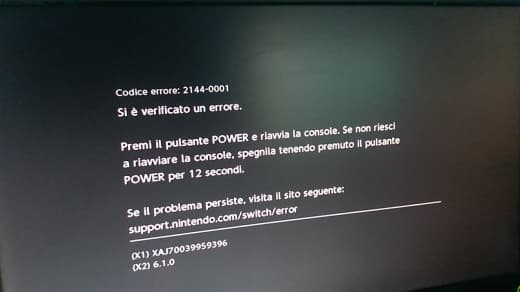 Codice errore: 2144-0001
Si è verificato un errore.
Premi il pulsante POWER e riavvia la console. Se non riesci
a riavviare la console, spegnila tenendo premuto il pulsante
POWER per 12 secondi.
Se il problema persiste, visita il sito seguente:
support.nintendo.com/switch/error
(X1) XAJ70039959396
(X2) 6.1.0